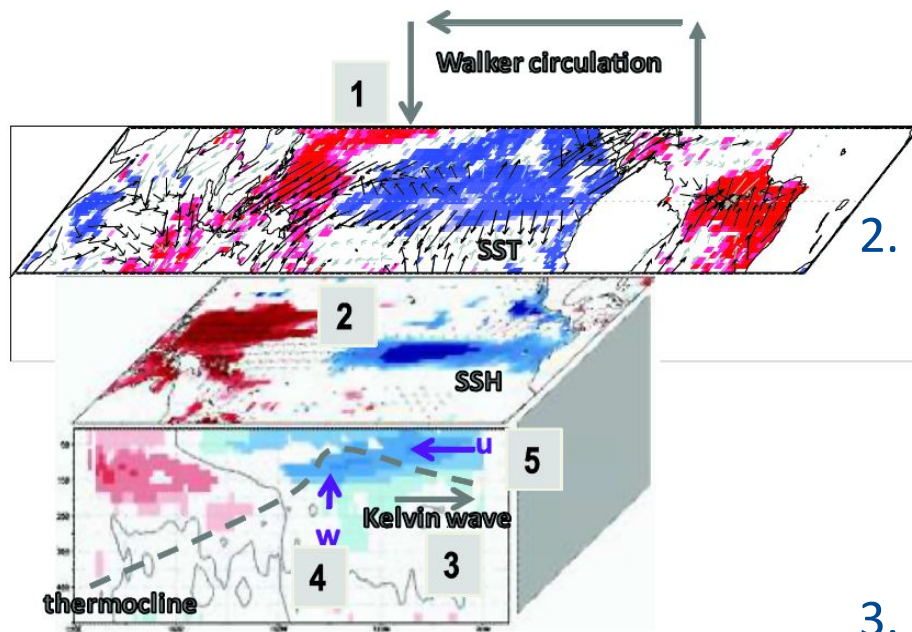 Walker circulation
1
SST
2.
2
SSH
u
5
Kelvin wave
w
4
3
thermocline
3.